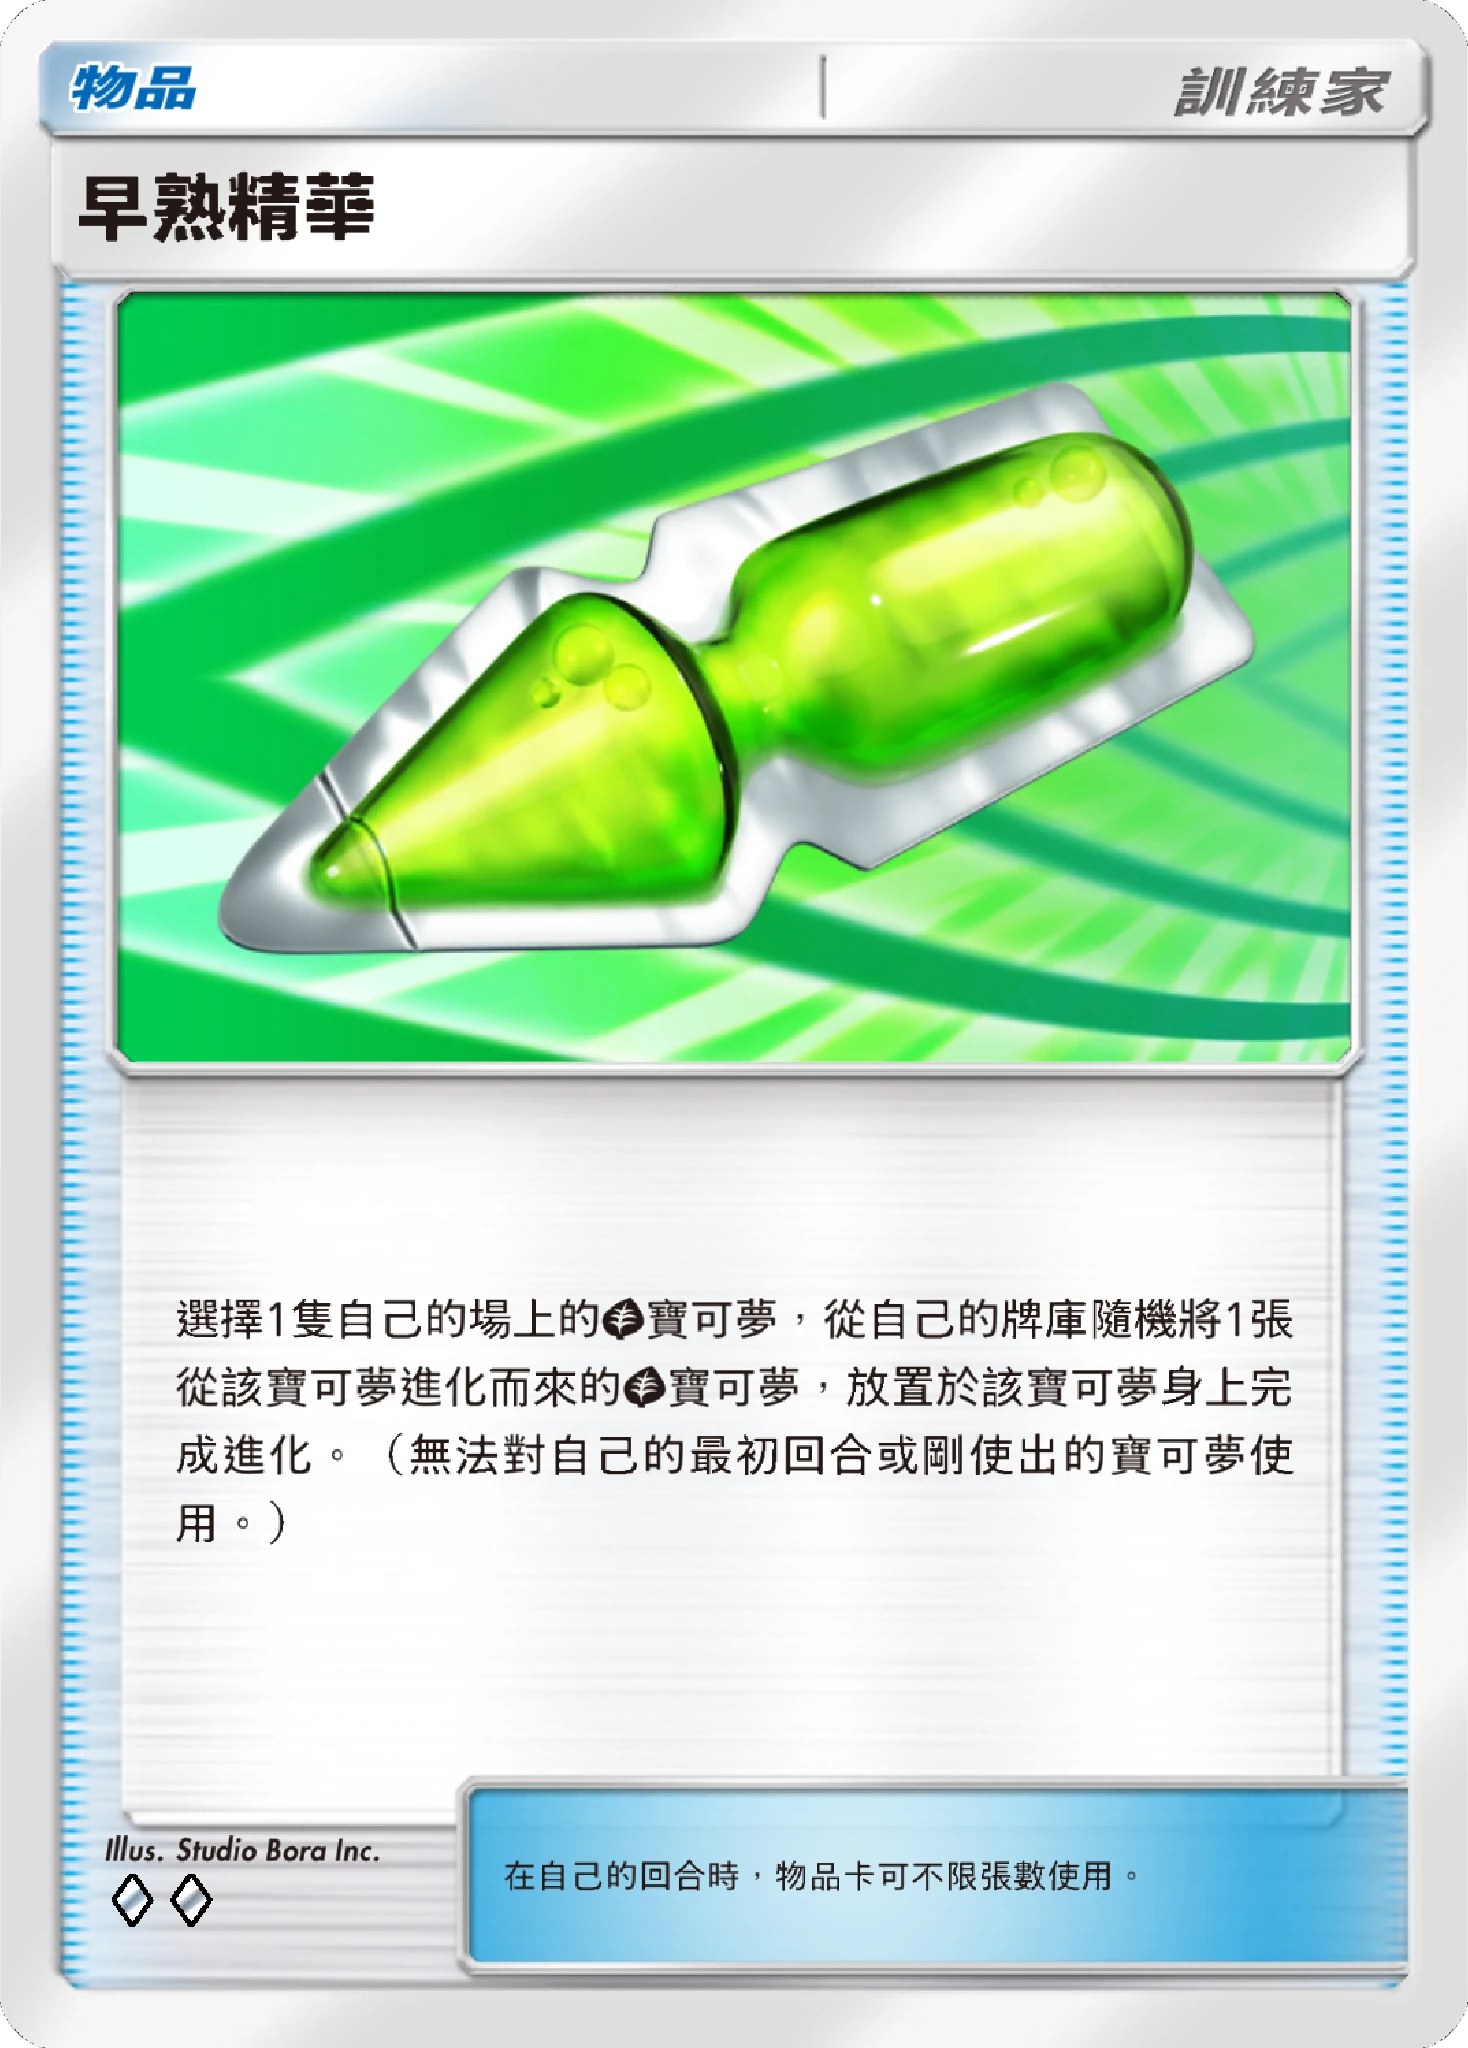 物品
訓練家
早熟精華
選擇1隻自己的場上的寶可夢，從自己的牌庫隨機將1張
從該寶可夢進化而來的寶可夢，放置於該寶可夢身上完
成進化。（無法對自己的最初回合或剛使出的寶可夢使
用。）
Illus. Studio Bora Inc.
在自己的回合時，物品卡可不限張數使用。